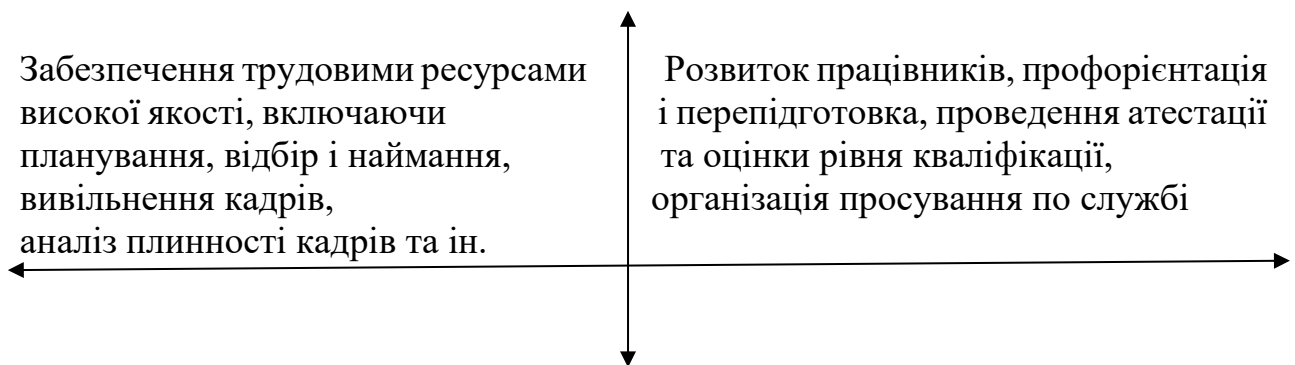 Забезпечення трудовими ресурсами
високої якості, включаючи
планування, відбір і наймання,
вивільнення кадрів,
аналіз плинності кадрів та ін.
Розвиток працівників, профорієнтація
і перепідготовка, проведення атестації
та оцінки рівня кваліфікації,
організація просування по службі